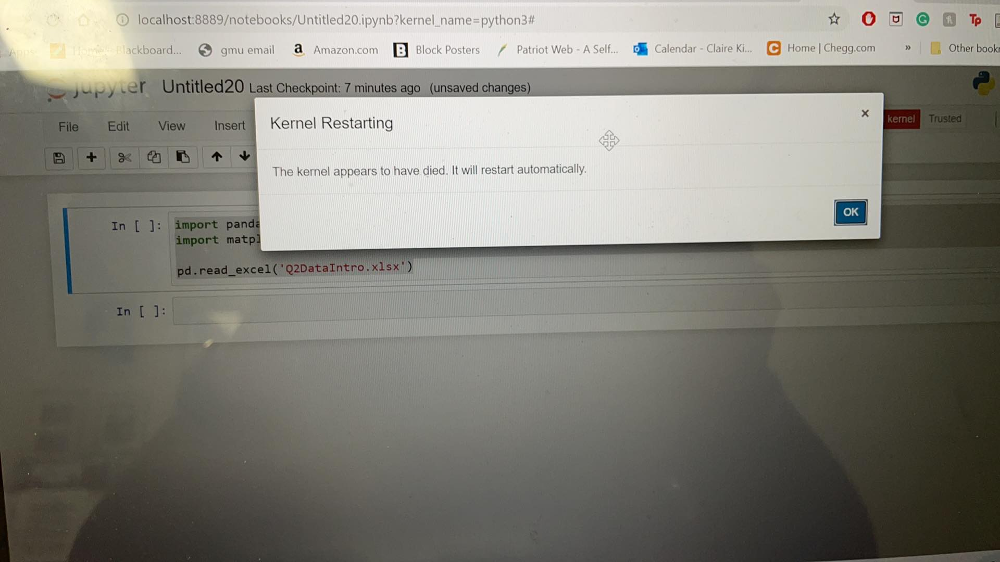 localhost:8889/notebooks/Untitled20.ipynb?kernel_name=python3#
Apps Home - Blackboard... gmu email Amazon.com Block Posters Patriot Web - A Self... Calendar - Claire Ki... Home | Chegg.com » Other bookr
jupyter Untitled20 Last Checkpoint: 7 minutes ago (unsaved changes)
Kernel Restarting ×
File Edit View Insert kernel Trusted
The kernel appears to have died. It will restart automatically.
OK
In [ ]: import panda
import matpl
pd.read_excel('Q2DataIntro.xlsx')
In [ ]: